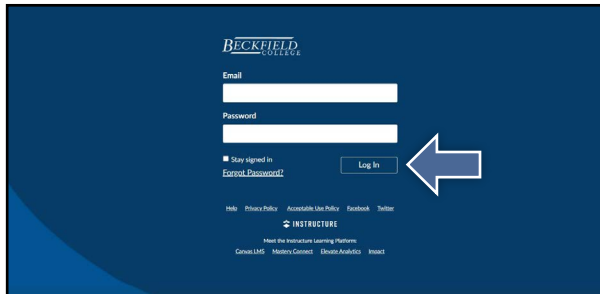 BECKFIELD
COLLEGE
Email
Password
Stay signed in
Log In
Forgot Password?
Help Privacy Policy Acceptable Use Policy Facebook Twitter
INSTRUCTURE
Meet the Instructure Learning Platform:
Canvas LMS Mastery Connect Elevate Analytics Impact